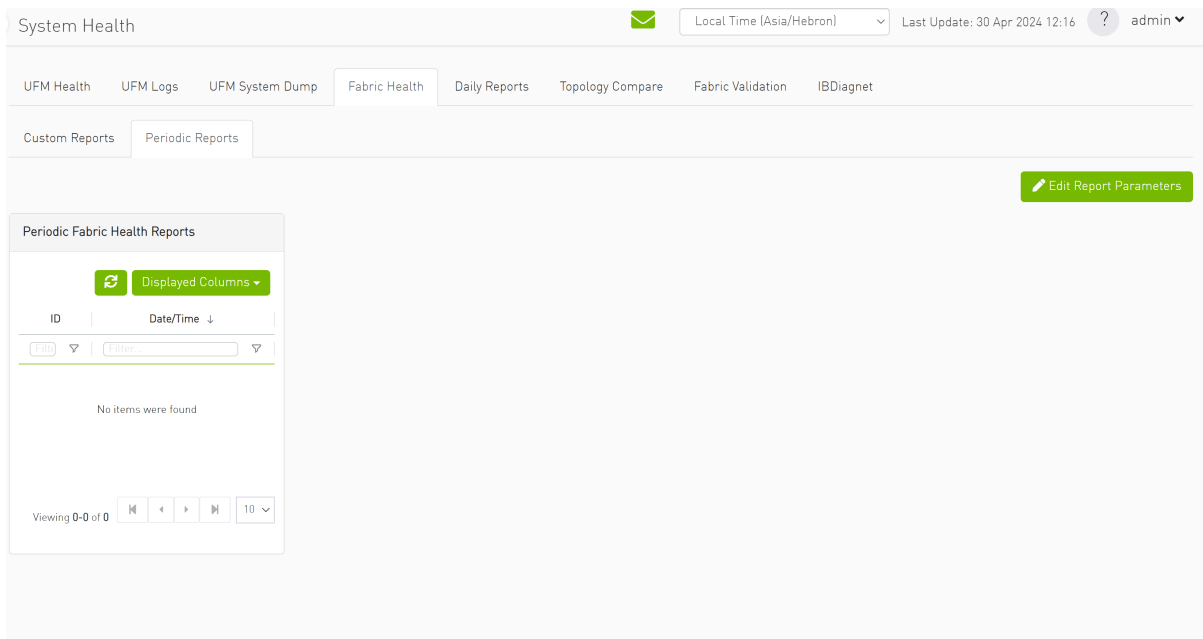 System Health
Local Time (Asia/Hebron)
Last Update: 30 Apr 2024 12:16
?
admin
UFM Health
UFM Logs
UFM System Dump
Fabric Health
Daily Reports
Topology Compare
Fabric Validation
IBDiagnet
Custom Reports
Periodic Reports
Edit Report Parameters
Periodic Fabric Health Reports
Displayed Columns
ID
Date/Time ↓
Filte
Filter...
No items were found
Viewing 0-0 of 0
10